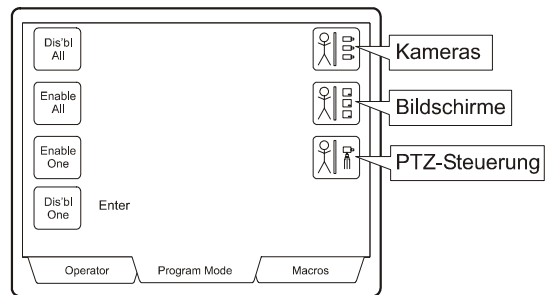 Dis'bl
All
Kameras
Enable
All
Bildschirme
Enable
One
PTZ-Steuerung
Dis'bl
One
Enter
Operator
Program Mode
Macros